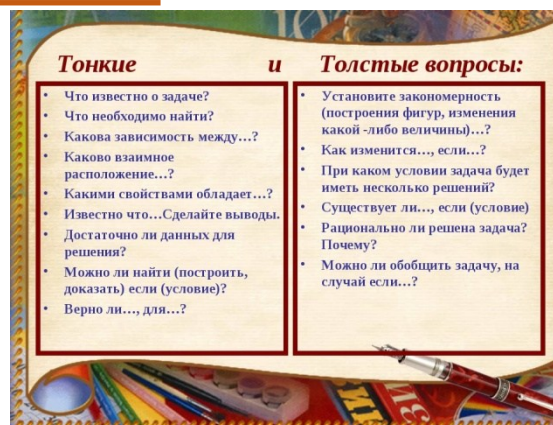 Тонкие и Толстые вопросы:
• Что известно о задаче?
• Что необходимо найти?
• Какова зависимость между…?
• Каково взаимное
расположение…?
• Какими свойствами обладает…?
• Известно что…Сделайте выводы.
• Достаточно ли данных для
решения?
• Можно ли найти (построить,
доказать) если (условие)?
• Верно ли…, для…?
• Установите закономерность
(построения фигур, изменения
какой -либо величины)…?
• Как изменится…, если…?
• При каком условии задача будет
иметь несколько решений?
• Существует ли…, если (условие)
• Рационально ли решена задача?
Почему?
• Можно ли обобщить задачу, на
случай если…?